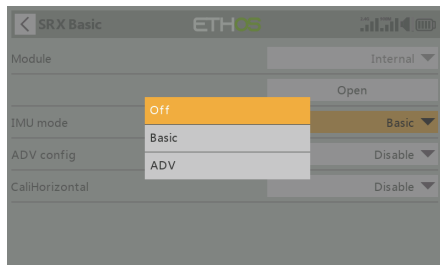 SRX Basic ETHOS
Module Internal
Open
Off
IMU mode Basic
Basic
ADV config Disable
ADV
CaliHorizontal Disable